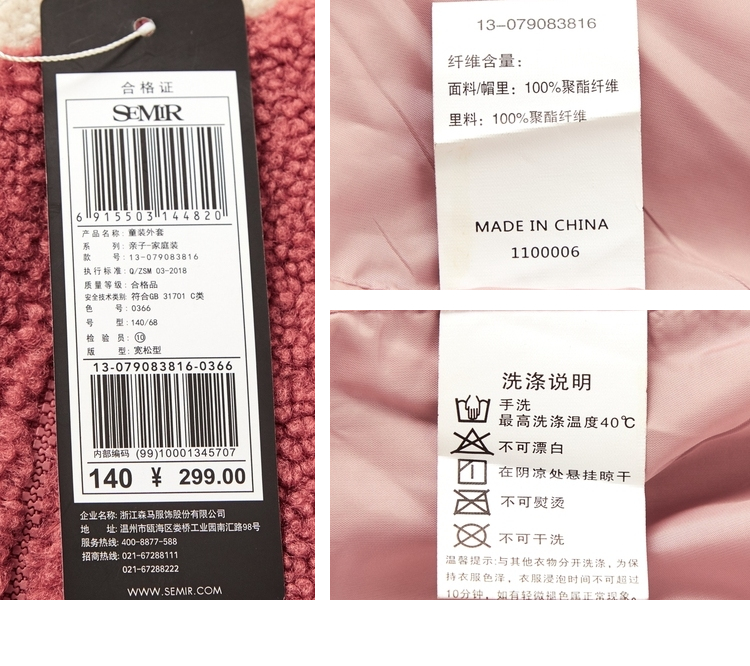 合格证
SEMIR
6 915503 144820
产品名称: 童装外套
系 列: 亲子-家庭装
款 号: 13-079083816
执行标准: Q/ZSM 03-2018
质量等级: 合格品
安全技术类别: 符合GB 31701 C类
色 号: 0366
号 型: 140/68
检 验 员: ⑩
版 型: 宽松型
13-079083816-0366
内部编码 (99)10001345707
140 ¥ 299.00
企业名称: 浙江森马服饰股份有限公司
地 址: 温州市瓯海区娄桥工业园南汇路98号
服务热线: 400-8877-588
招商热线: 021-67288111
021-67288222
WWW.SEMIR.COM
13-079083816
纤维含量:
面料/帽里: 100%聚酯纤维
里料: 100%聚酯纤维
MADE IN CHINA
1100006
洗涤说明
手洗
最高洗涤温度40℃
不可漂白
在阴凉处悬挂晾干
不可熨烫
不可干洗
温馨提示: 与其他衣物分开洗涤, 为保
持衣服色泽, 衣服浸泡时间不可超过
10分钟, 如有轻微褪色属正常现象。